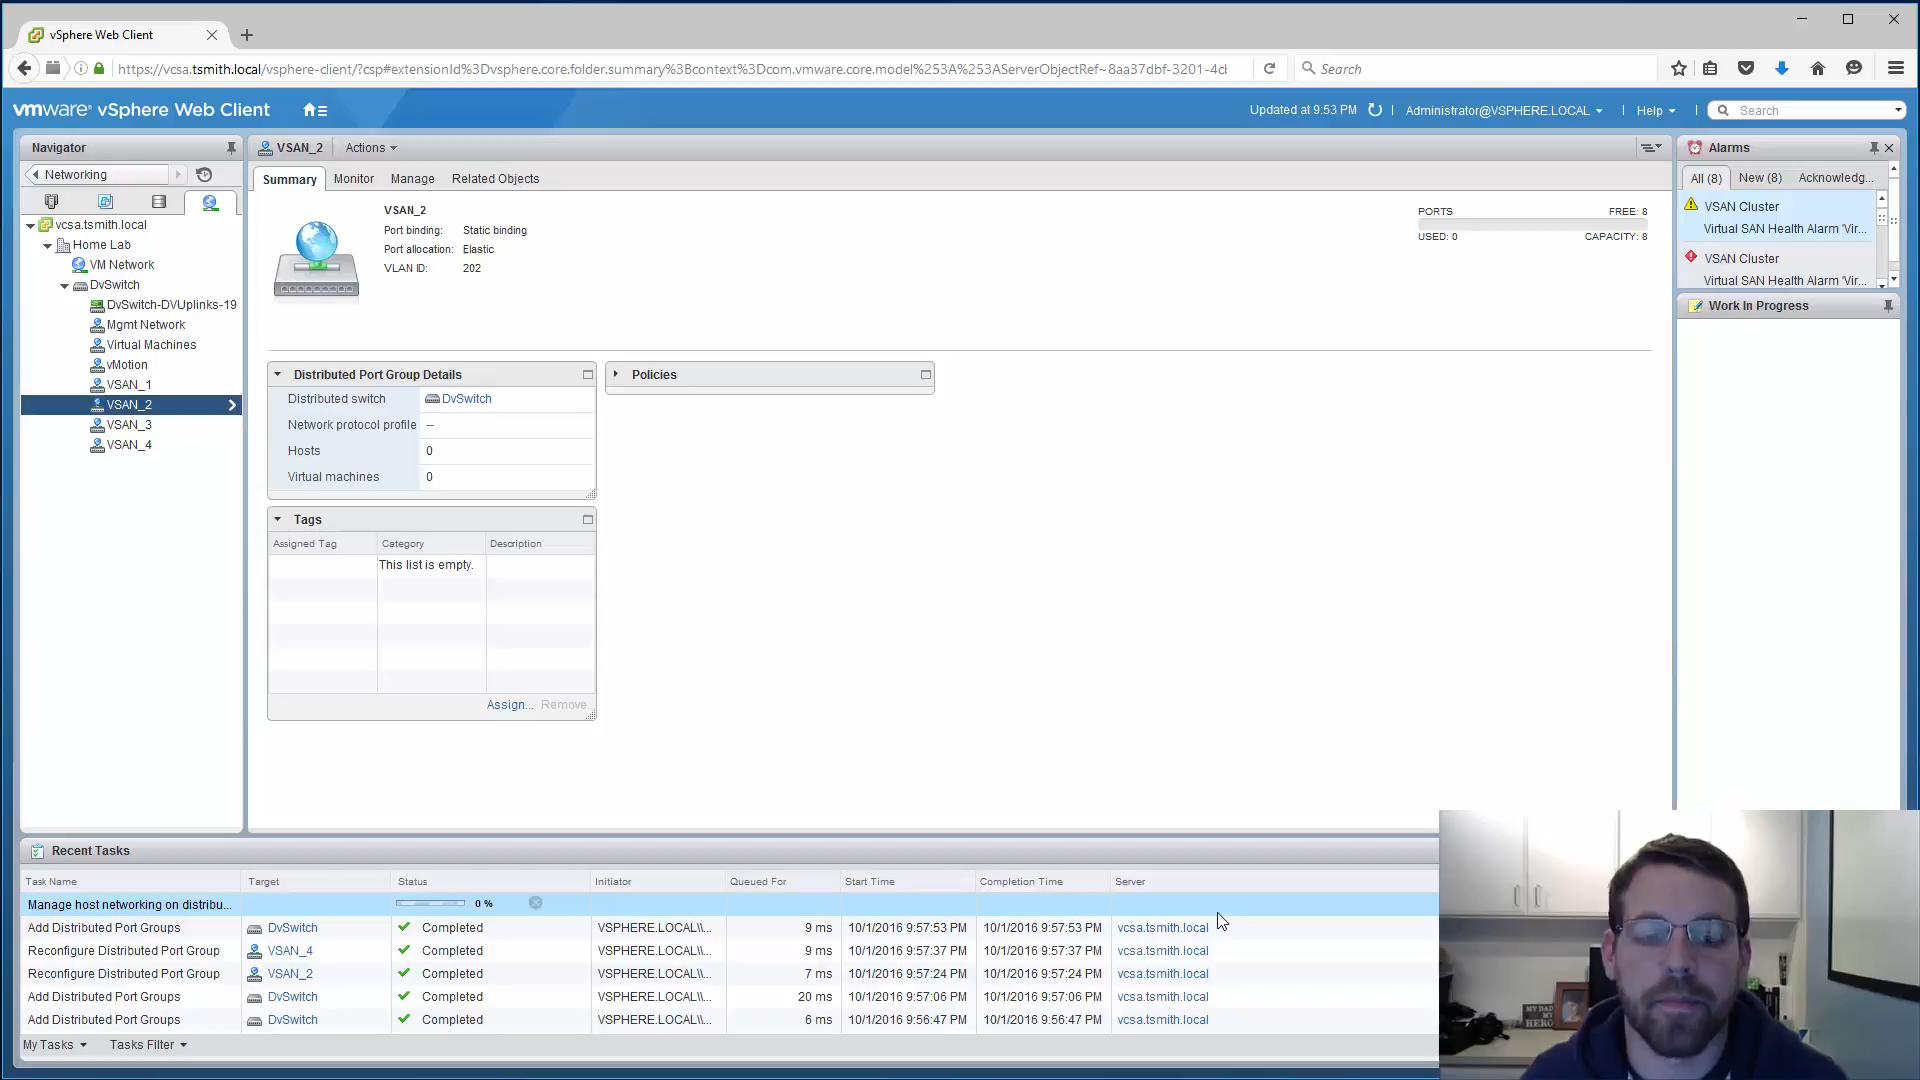 vSphere Web Client
https://vcsa.tsmith.local/vsphere-client/?csp#extensionId%3Dvsphere.core.folder.summary%3Bcontext%3Dcom.vmware.core.model%253A%253AServerObjectRef~8aa37dbf-3201-4cb
Search
vmware® vSphere Web Client
Updated at 9:53 PM
Administrator@VSPHERE.LOCAL
Help
Search
Navigator
Networking
vcsa.tsmith.local
Home Lab
VM Network
DvSwitch
DvSwitch-DVUplinks-19
Mgmt Network
Virtual Machines
vMotion
VSAN_1
VSAN_2
VSAN_3
VSAN_4
VSAN_2
Actions
Summary
Monitor
Manage
Related Objects
VSAN_2
Port binding: Static binding
Port allocation: Elastic
VLAN ID: 202
PORTS FREE: 8
USED: 0 CAPACITY: 8
Distributed Port Group Details
Distributed switch DvSwitch
Network protocol profile --
Hosts 0
Virtual machines 0
Policies
Tags
Assigned Tag Category Description
This list is empty.
Assign... Remove
Alarms
All (8) New (8) Acknowledg...
VSAN Cluster
Virtual SAN Health Alarm 'Vir...
VSAN Cluster
Virtual SAN Health Alarm 'Vir...
Work In Progress
Recent Tasks
Task Name Target Status Initiator Queued For Start Time Completion Time Server
Manage host networking on distribu... 0 %
Add Distributed Port Groups DvSwitch Completed VSPHERE.LOCAL\\... 9 ms 10/1/2016 9:57:53 PM 10/1/2016 9:57:53 PM vcsa.tsmith.local
Reconfigure Distributed Port Group VSAN_4 Completed VSPHERE.LOCAL\\... 9 ms 10/1/2016 9:57:37 PM 10/1/2016 9:57:37 PM vcsa.tsmith.local
Reconfigure Distributed Port Group VSAN_2 Completed VSPHERE.LOCAL\\... 7 ms 10/1/2016 9:57:24 PM 10/1/2016 9:57:24 PM vcsa.tsmith.local
Add Distributed Port Groups DvSwitch Completed VSPHERE.LOCAL\\... 20 ms 10/1/2016 9:57:06 PM 10/1/2016 9:57:06 PM vcsa.tsmith.local
Add Distributed Port Groups DvSwitch Completed VSPHERE.LOCAL\\... 6 ms 10/1/2016 9:56:47 PM 10/1/2016 9:56:47 PM vcsa.tsmith.local
My Tasks
Tasks Filter
MY DAD
MY
HERO